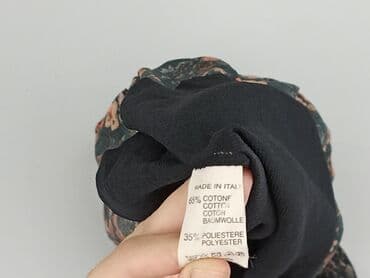 MADE IN ITALY
65% COTONE
COTTON
COTON
BAUMWOLLE
35% POLIESTERE
POLYESTER